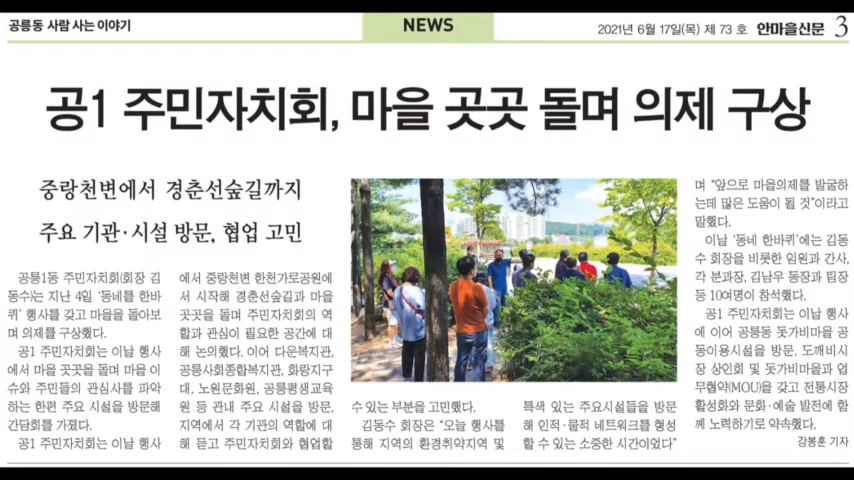 공릉동 사람 사는 이야기
NEWS
2021년 6월 17일(목) 제 73 호 한마을신문 3
공1 주민자치회, 마을 곳곳 돌며 의제 구상
중랑천변에서 경춘선숲길까지
주요 기관·시설 방문, 협업 고민
공릉1동 주민자치회(회장 김
동수)는 지난 4일 '동네를 한바
퀴' 행사를 갖고 마을을 돌아보
며 의제를 구상했다.
공1 주민자치회는 이날 행사
에서 마을 곳곳을 돌며 마을 이
슈와 주민들의 관심사를 파악
하는 한편 주요 시설을 방문해
간담회를 가졌다.
공1 주민자치회는 이날 행사
에서 중랑천변 한천가로공원에
서 시작해 경춘선숲길과 마을
곳곳을 돌며 주민자치회의 역
할과 관심이 필요한 공간에 대
해 논의했다. 이어 다운복지관,
공릉사회종합복지관, 화랑지구
대, 노원문화원, 공릉평생교육
원 등 관내 주요 시설을 방문,
지역에서 각 기관의 역할에 대
해 듣고 주민자치회와 협업할
수 있는 부분을 고민했다.
김동수 회장은 "오늘 행사를
통해 지역의 환경취약지역 및
특색 있는 주요시설들을 방문
해 인적·물적 네트워크를 형성
할 수 있는 소중한 시간이었다"
며 "앞으로 마을의제를 발굴하
는데 많은 도움이 될 것"이라고
말했다.
이날 '동네 한바퀴'에는 김동
수 회장을 비롯한 임원과 간사,
각 분과장, 김남우 동장과 팀장
등 10여명이 참석했다.
공1 주민자치회는 이날 행사
에 이어 공릉동 돗가비마을 공
동이용시설을 방문, 도깨비시
장 상인회 및 돗가비마을과 업
무협약(MOU)을 갖고 전통시장
활성화와 문화·예술 발전에 함
께 노력하기로 약속했다.
강봉훈 기자